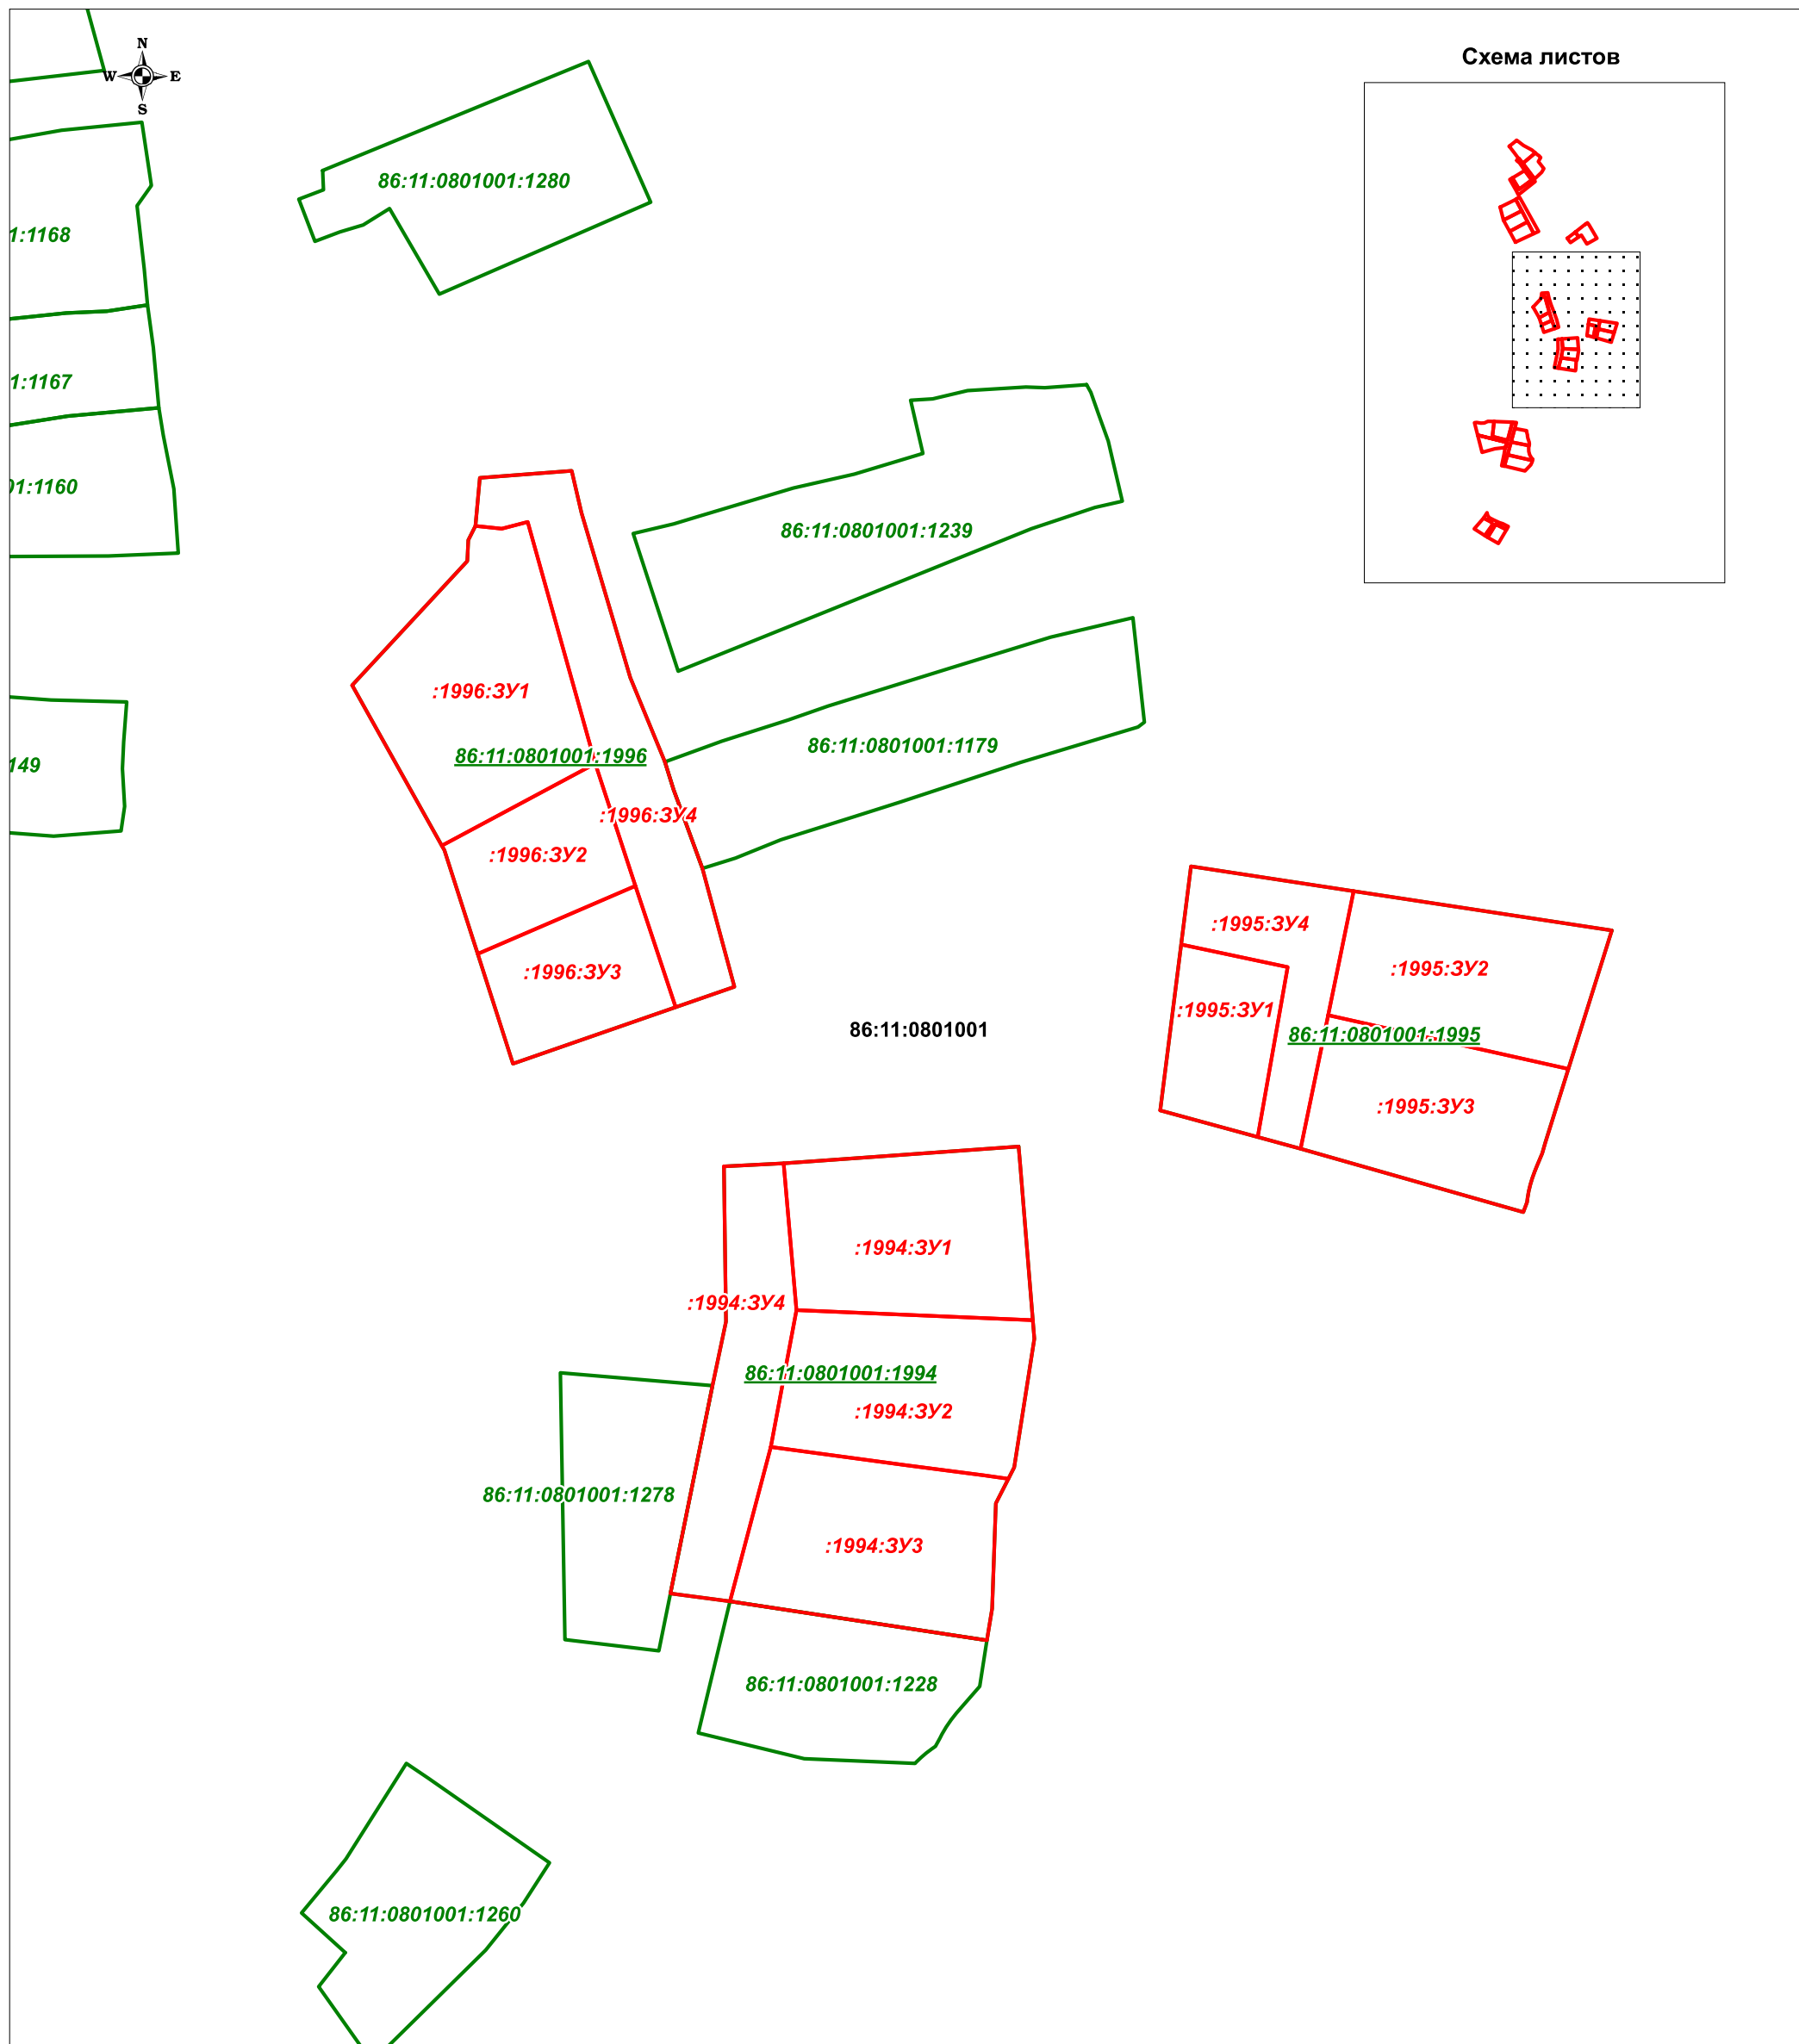 N
W E
S
Схема листов
86:11:0801001:1280
1:1168
1:1167
01:1160
86:11:0801001:1239
:1996:ЗУ1
86:11:0801001:1179
86:11:0801001:1996
149
:1996:ЗУ4
:1996:ЗУ2
:1995:ЗУ4
:1996:ЗУ3
:1995:ЗУ2
:1995:ЗУ1
86:11:0801001
86:11:0801001:1995
:1995:ЗУ3
:1994:ЗУ1
:1994:ЗУ4
86:11:0801001:1994
:1994:ЗУ2
86:11:0801001:1278
:1994:ЗУ3
86:11:0801001:1228
86:11:0801001:1260